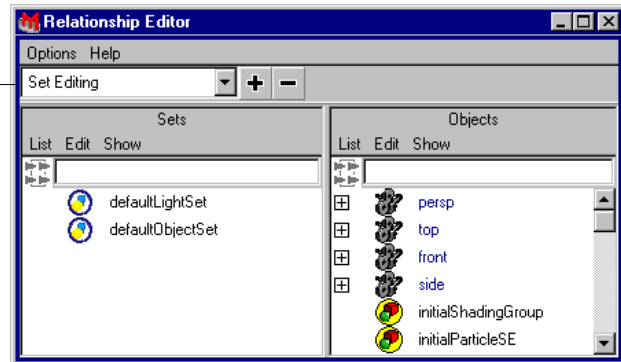 Relationship Editor
Options Help
Set Editing
Sets
List Edit Show
defaultLightSet
defaultObjectSet
Objects
List Edit Show
persp
top
front
side
initialShadingGroup
initialParticleSE